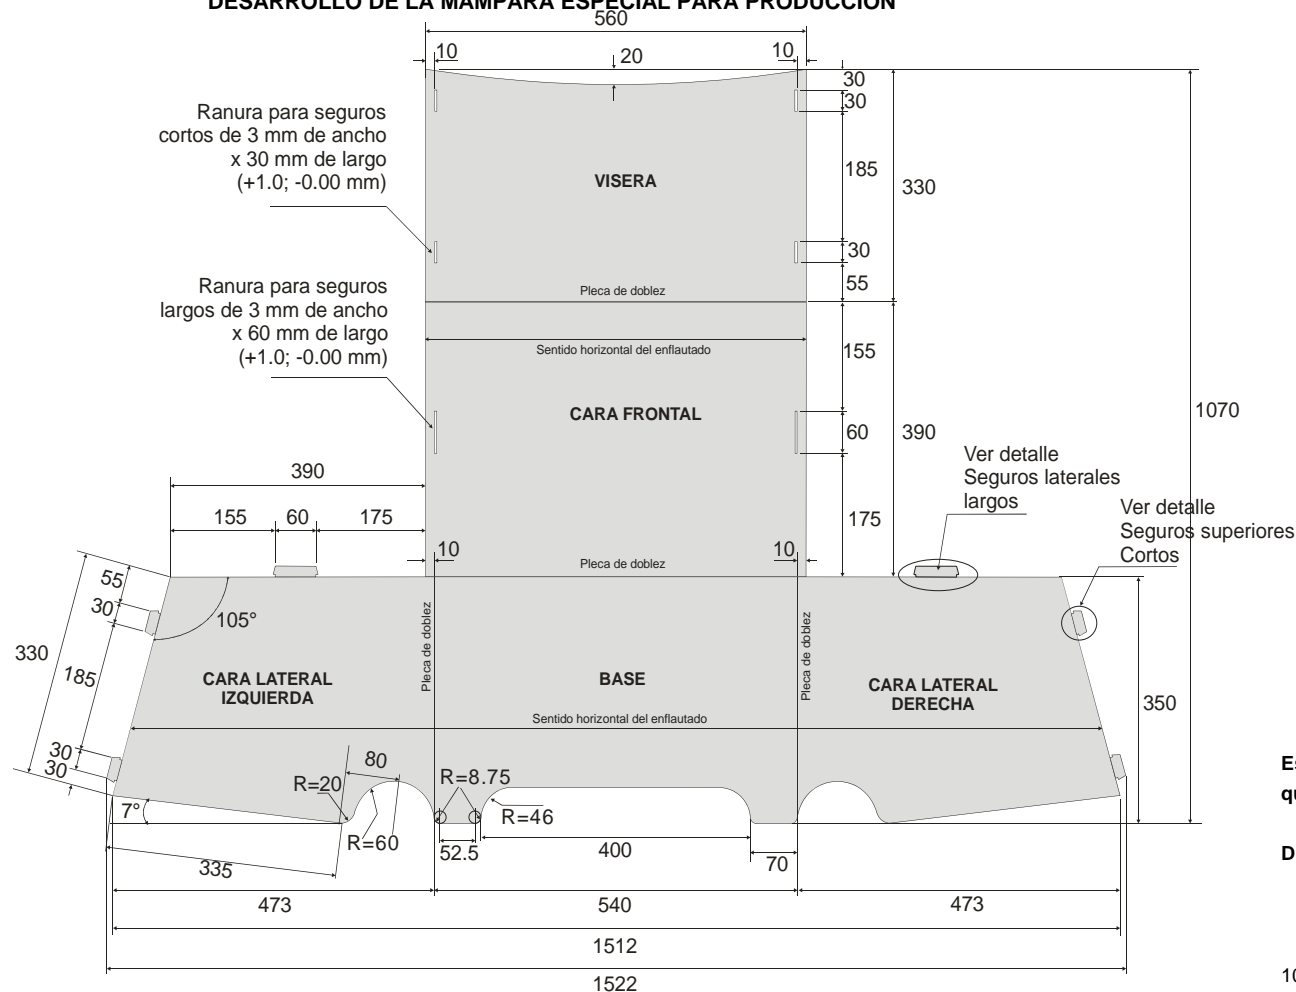 DESARROLLO DE LA MAMPARA ESPECIAL PARA PRODUCCIÓN
560
10
20
10
30
30
Ranura para seguros
cortos de 3 mm de ancho
x 30 mm de largo
(+1.0; -0.00 mm)
185
VISERA
330
30
55
Ranura para seguros
largos de 3 mm de ancho
x 60 mm de largo
(+1.0; -0.00 mm)
Pleca de doblez
Sentido horizontal del enflautado
155
CARA FRONTAL
60
390
1070
390
Ver detalle
Seguros laterales
largos
155
60
175
175
Ver detalle
Seguros superiores
Cortos
10
10
Pleca de doblez
55
30
105°
330
185
Pleca de doblez
Pleca de doblez
CARA LATERAL
IZQUIERDA
BASE
CARA LATERAL
DERECHA
350
Sentido horizontal del enflautado
30
30
80
R=20
R=8.75
7°
R=60
R=46
52.5
400
70
335
473
540
473
1512
1522
10